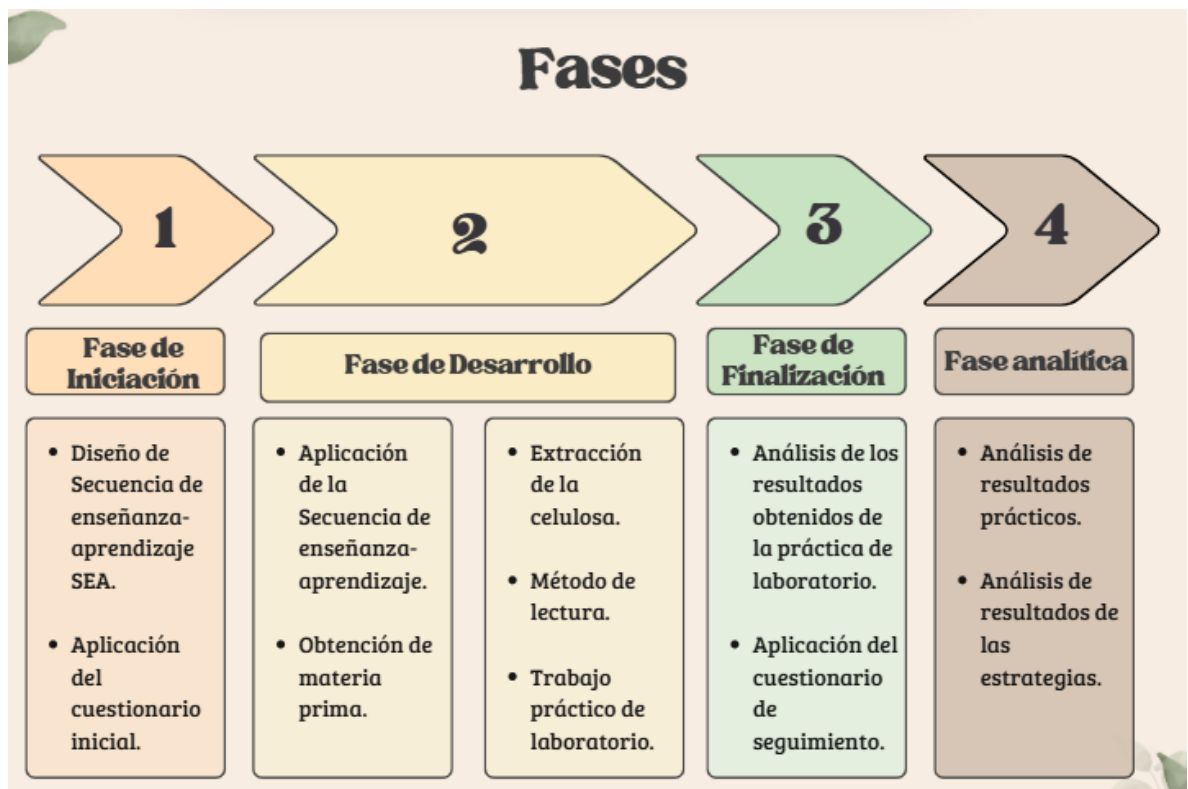 Fases
1
2
3
4
Fase de
Iniciación
Fase de Desarrollo
Fase de
Finalización
Fase analítica
• Diseño de
Secuencia de
enseñanza-
aprendizaje
SEA.
• Aplicación
del
cuestionario
inicial.
• Aplicación
de la
Secuencia de
enseñanza-
aprendizaje.
• Obtención de
materia
prima.
• Extracción
de la
celulosa.
• Método de
lectura.
• Trabajo
práctico de
laboratorio.
• Análisis de los
resultados
obtenidos de
la práctica de
laboratorio.
• Aplicación del
cuestionario
de
seguimiento.
• Análisis de
resultados
prácticos.
• Análisis de
resultados de
las
estrategias.